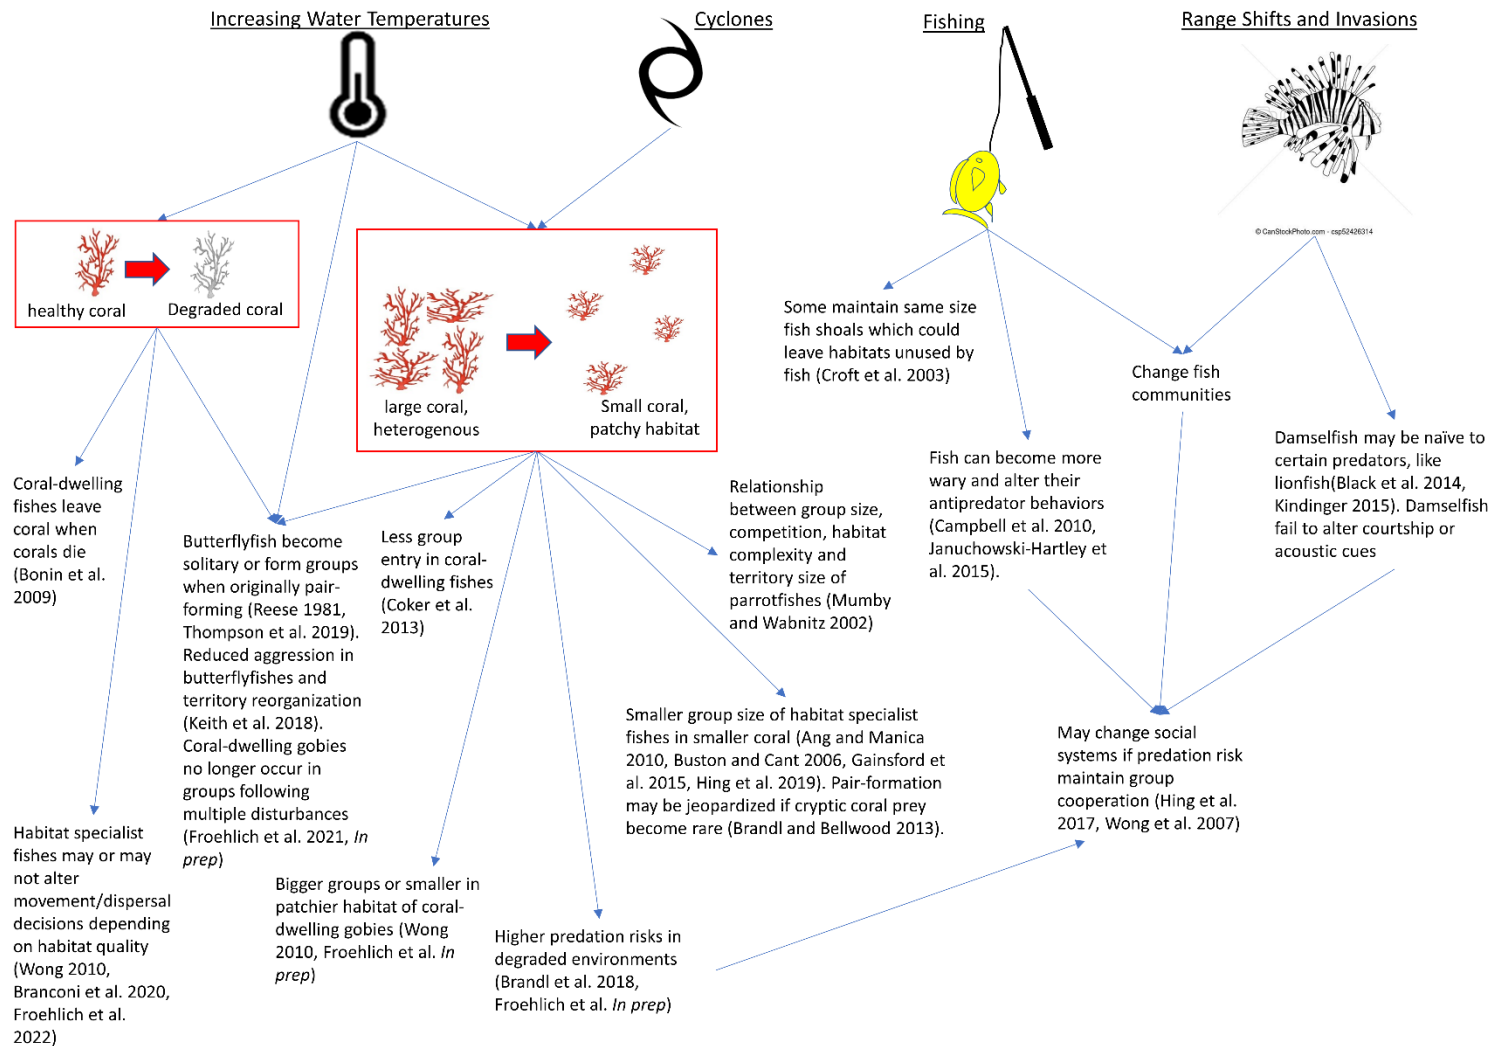 Increasing Water Temperatures
Cyclones
Fishing
Range Shifts and Invasions
© CanStockPhoto.com - csp52426314
healthy coral
Degraded coral
large coral,
heterogenous
Small coral,
patchy habitat
Some maintain same size
fish shoals which could
leave habitats unused by
fish (Croft et al. 2003)
Change fish
communities
Coral-dwelling
fishes leave
coral when
corals die
(Bonin et al.
2009)
Butterflyfish become
solitary or form groups
when originally pair-
forming (Reese 1981,
Thompson et al. 2019).
Reduced aggression in
butterflyfishes and
territory reorganization
(Keith et al. 2018).
Coral-dwelling gobies
no longer occur in
groups following
multiple disturbances
(Froehlich et al. 2021, In
prep)
Less group
entry in coral-
dwelling fishes
(Coker et al.
2013)
Relationship
between group size,
competition, habitat
complexity and
territory size of
parrotfishes (Mumby
and Wabnitz 2002)
Fish can become more
wary and alter their
antipredator behaviors
(Campbell et al. 2010,
Januchowski-Hartley et
al. 2015).
Damselfish may be naïve to
certain predators, like
lionfish(Black et al. 2014,
Kindinger 2015). Damselfish
fail to alter courtship or
acoustic cues
Smaller group size of habitat specialist
fishes in smaller coral (Ang and Manica
2010, Buston and Cant 2006, Gainsford et
al. 2015, Hing et al. 2019). Pair-formation
may be jeopardized if cryptic coral prey
become rare (Brandl and Bellwood 2013).
May change social
systems if predation risk
maintain group
cooperation (Hing et al.
2017, Wong et al. 2007)
Habitat specialist
fishes may or may
not alter
movement/dispersal
decisions depending
on habitat quality
(Wong 2010,
Branconi et al. 2020,
Froehlich et al.
2022)
Bigger groups or smaller in
patchier habitat of coral-
dwelling gobies (Wong
2010, Froehlich et al. In
prep)
Higher predation risks in
degraded environments
(Brandl et al. 2018,
Froehlich et al. In prep)